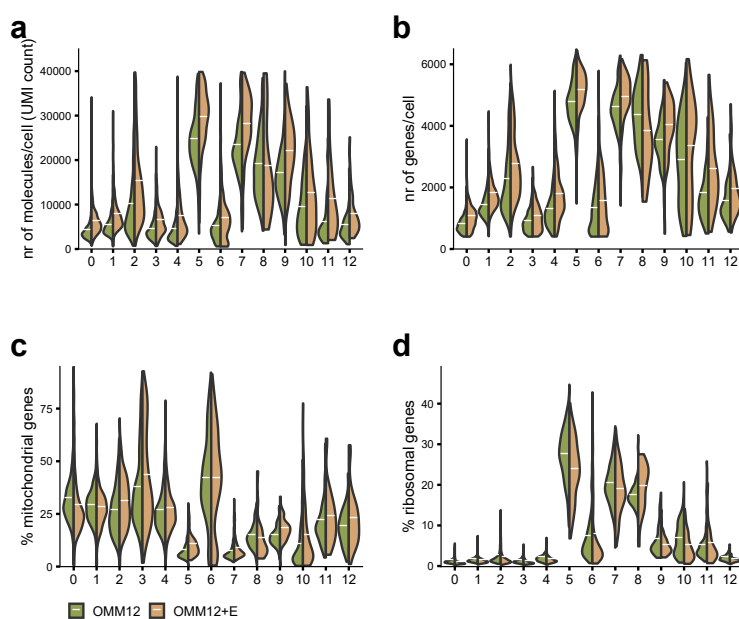 a
nr of molecules/cell (UMI count)
40000
30000
20000
10000
0
0 1 2 3 4 5 6 7 8 9 10 11 12
b
nr of genes/cell
6000
4000
2000
0
0 1 2 3 4 5 6 7 8 9 10 11 12
c
% mitochondrial genes
75
50
25
0
0 1 2 3 4 5 6 7 8 9 10 11 12
d
% ribosomal genes
40
30
20
10
0
0 1 2 3 4 5 6 7 8 9 10 11 12
OMM12 OMM12+E